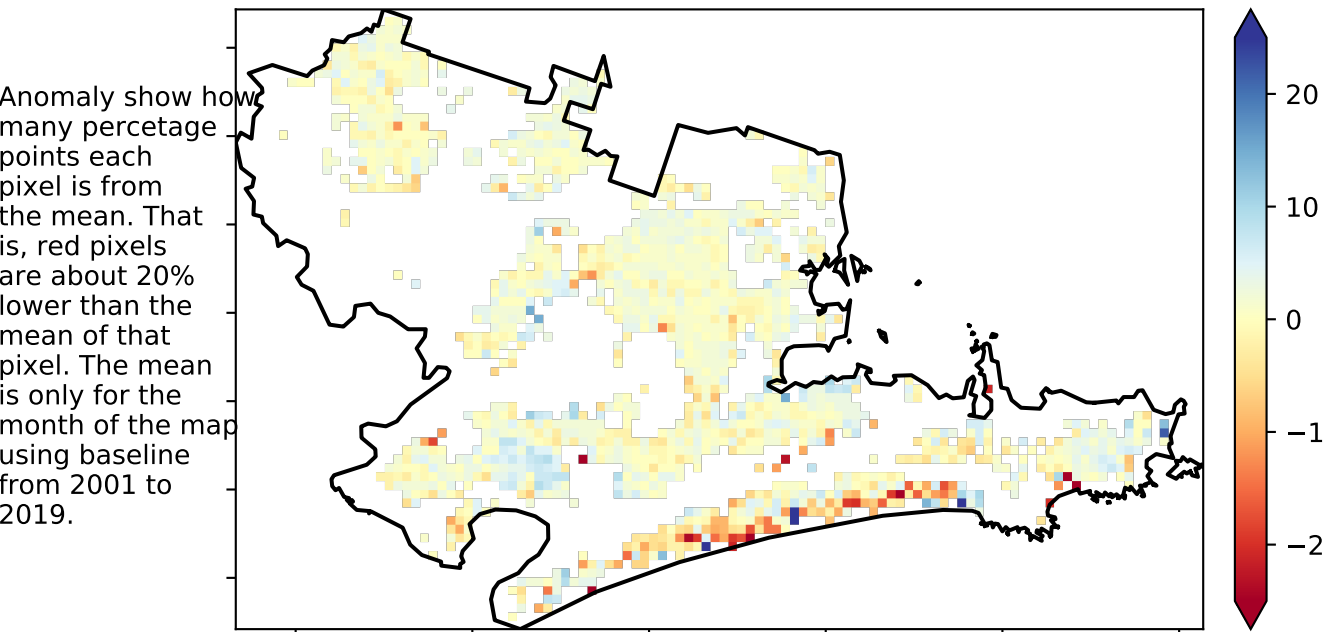 Anomaly show how
many percetage
points each
pixel is from
the mean. That
is, red pixels
are about 20%
lower than the
mean of that
pixel. The mean
is only for the
month of the map
using baseline
from 2001 to
2019.
20
10
0
−1
−2